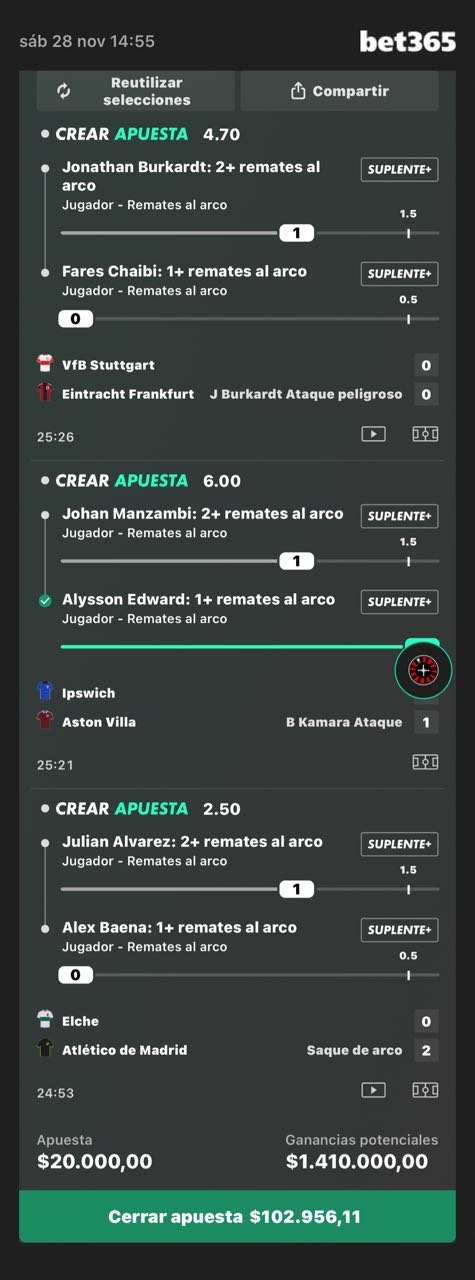 sáb 28 nov 14:55
bet365
Reutilizar
selecciones
Compartir
CREAR APUESTA 4.70
Jonathan Burkardt: 2+ remates al
arco
SUPLENTE+
Jugador - Remates al arco
1.5
1
Fares Chaibi: 1+ remates al arco
SUPLENTE+
Jugador - Remates al arco
0.5
0
VfB Stuttgart 0
Eintracht Frankfurt J Burkardt Ataque peligroso 0
25:26
CREAR APUESTA 6.00
Johan Manzambi: 2+ remates al arco
SUPLENTE+
Jugador - Remates al arco
1.5
1
Alysson Edward: 1+ remates al arco
SUPLENTE+
Jugador - Remates al arco
Ipswich
Aston Villa B Kamara Ataque 1
25:21
CREAR APUESTA 2.50
Julian Alvarez: 2+ remates al arco
SUPLENTE+
Jugador - Remates al arco
1.5
1
Alex Baena: 1+ remates al arco
SUPLENTE+
Jugador - Remates al arco
0.5
0
Elche 0
Atlético de Madrid Saque de arco 2
24:53
Apuesta Ganancias potenciales
$20.000,00 $1.410.000,00
Cerrar apuesta $102.956,11